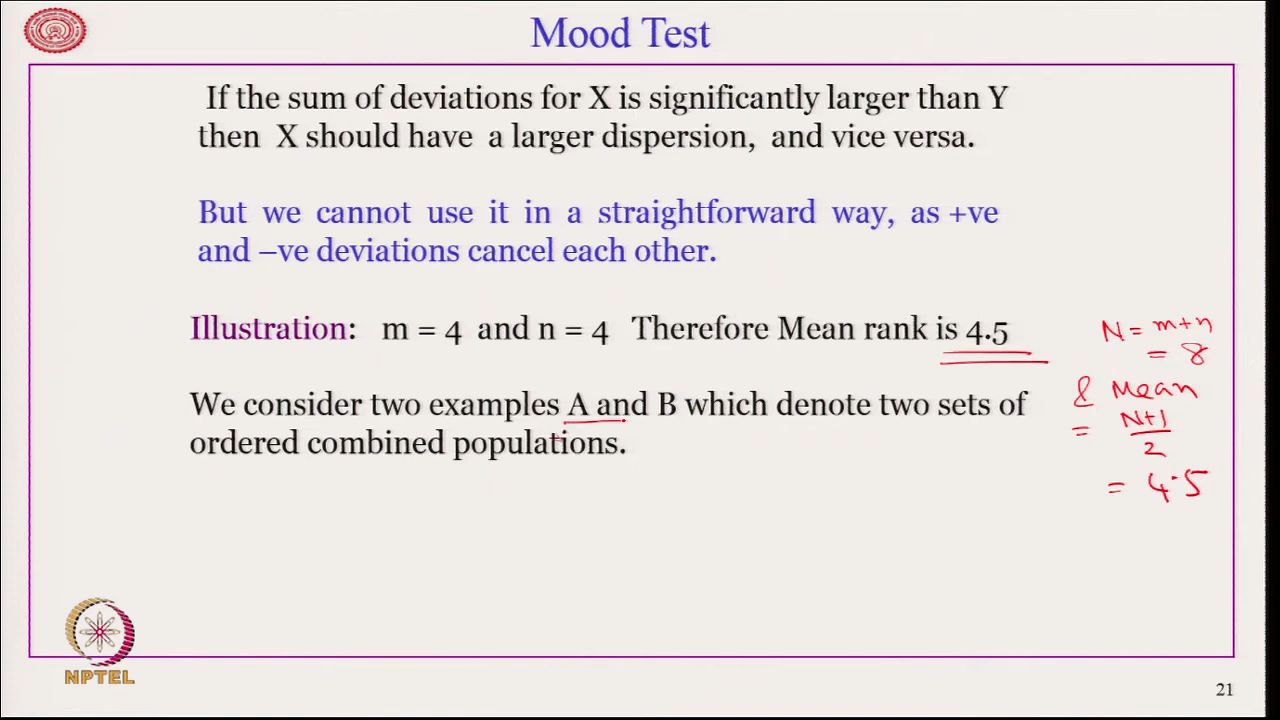 Mood Test
If the sum of deviations for X is significantly larger than Y
then X should have a larger dispersion, and vice versa.
But we cannot use it in a straightforward way, as +ve
and –ve deviations cancel each other.
Illustration: m = 4 and n = 4 Therefore Mean rank is 4.5
N = m+n
= 8
We consider two examples A and B which denote two sets of
ordered combined populations.
& Mean
= N+1
2
= 4.5
NPTEL
21